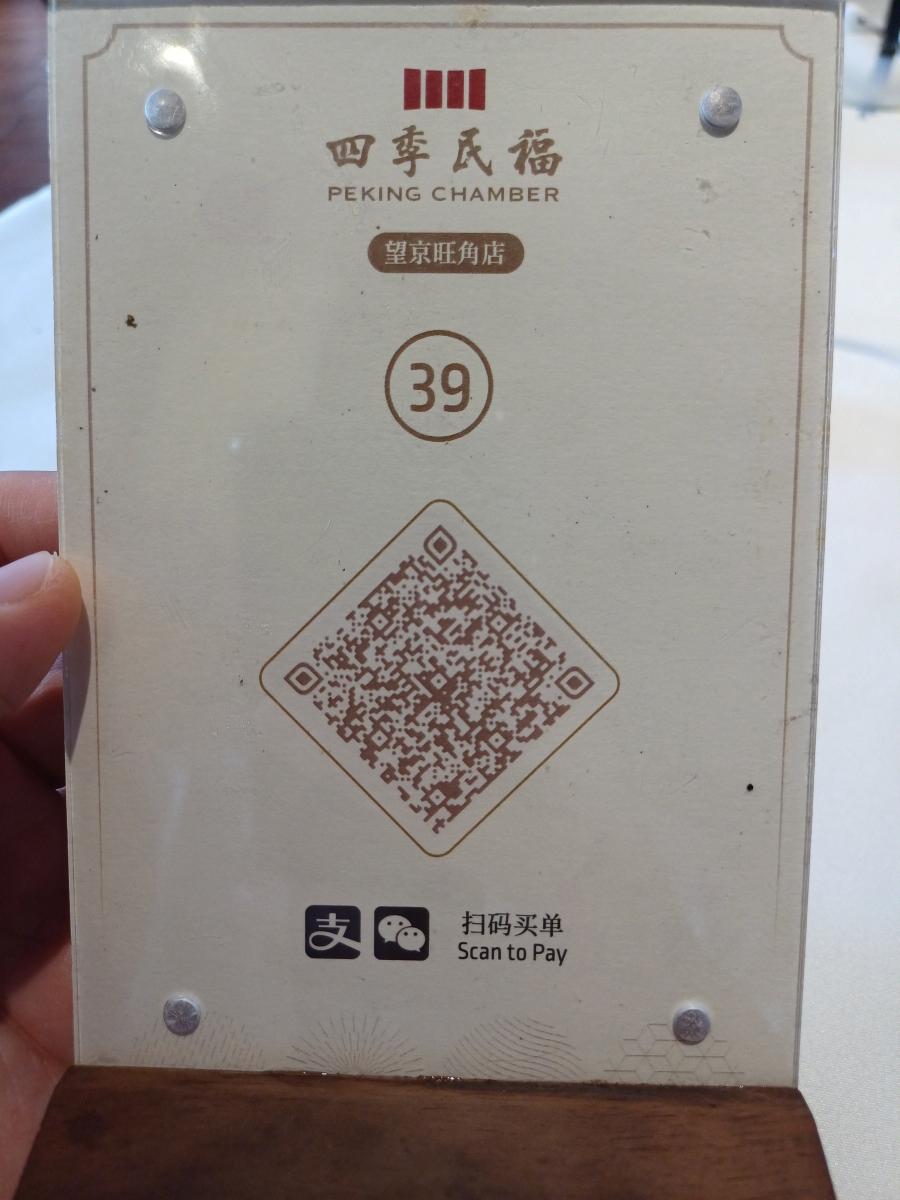 四季民福
PEKING CHAMBER
望京旺角店
39
支
扫码买单
Scan to Pay